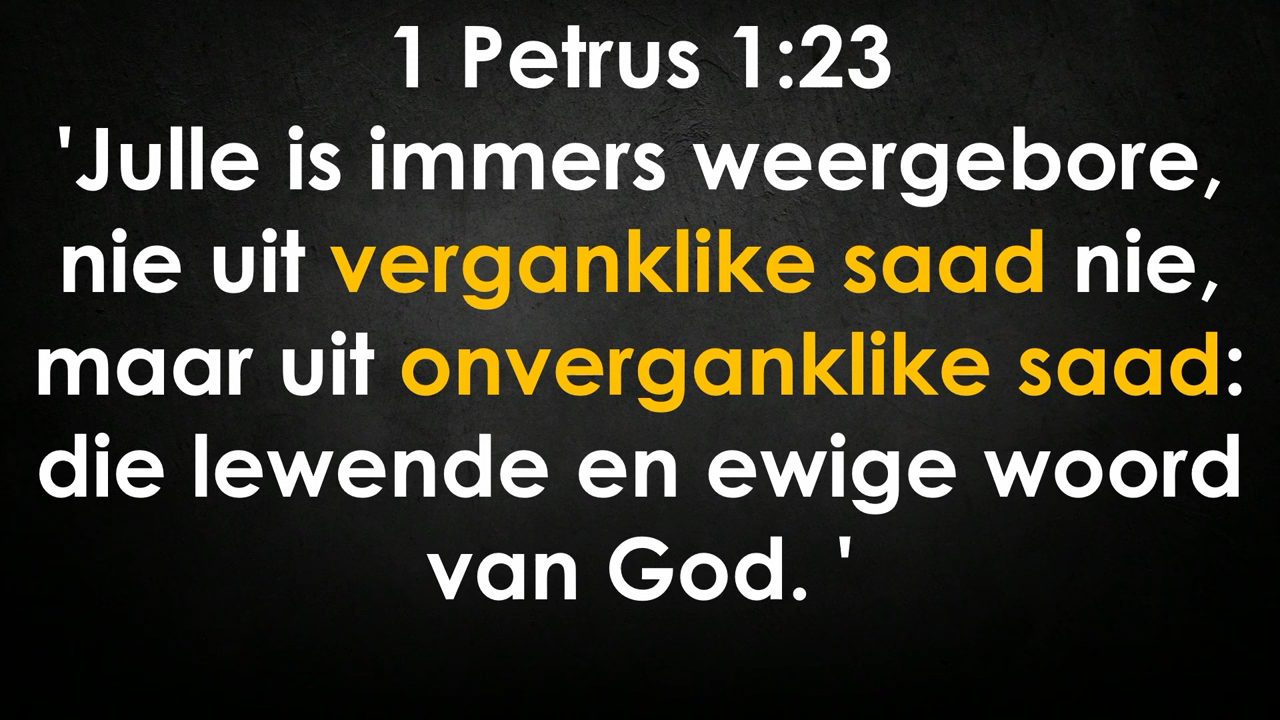 1 Petrus 1:23
'Julle is immers weergebore,
nie uit verganklike saad nie,
maar uit onverganklike saad:
die lewende en ewige woord
van God. '